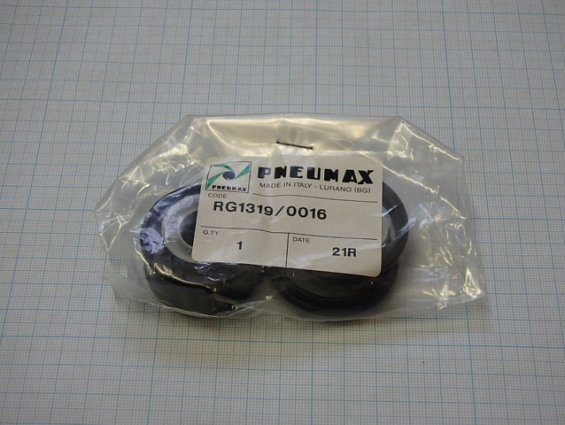 PNEUMAX
PNEUMAX
MADE IN ITALY - LURANO (BG)
CODE
RG1319/0016
Q.TY
1
DATE
21R